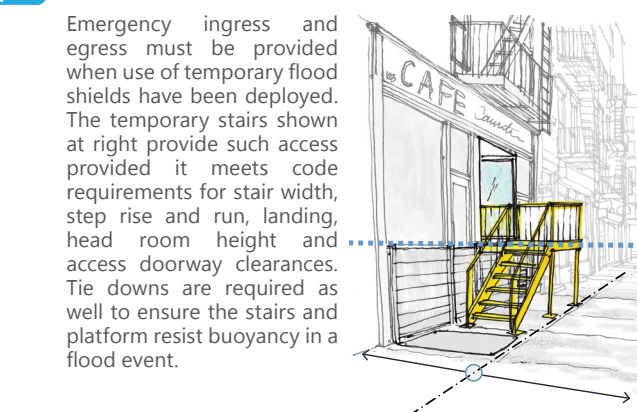 Emergency ingress and
egress must be provided
when use of temporary flood
shields have been deployed.
The temporary stairs shown
at right provide such access
provided it meets code
requirements for stair width,
step rise and run, landing,
head room height and
access doorway clearances.
Tie downs are required as
well to ensure the stairs and
platform resist buoyancy in a
flood event.
CAFE